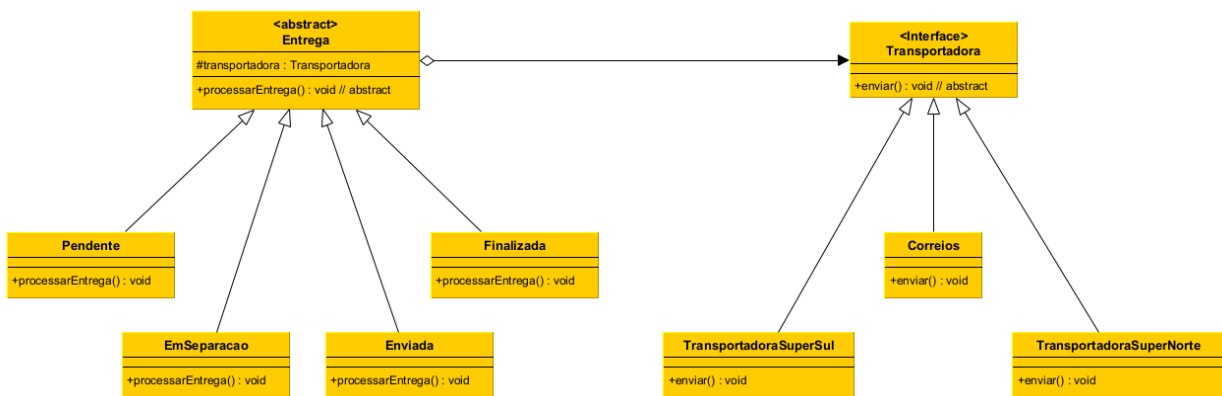 <abstract>
Entrega
#transportadora : Transportadora
+processarEntrega() : void // abstract
<Interface>
Transportadora
+enviar() : void // abstract
Pendente
+processarEntrega() : void
Finalizada
+processarEntrega() : void
Correios
+enviar() : void
EmSeparacao
+processarEntrega() : void
Enviada
+processarEntrega() : void
TransportadoraSuperSul
+enviar() : void
TransportadoraSuperNorte
+enviar() : void